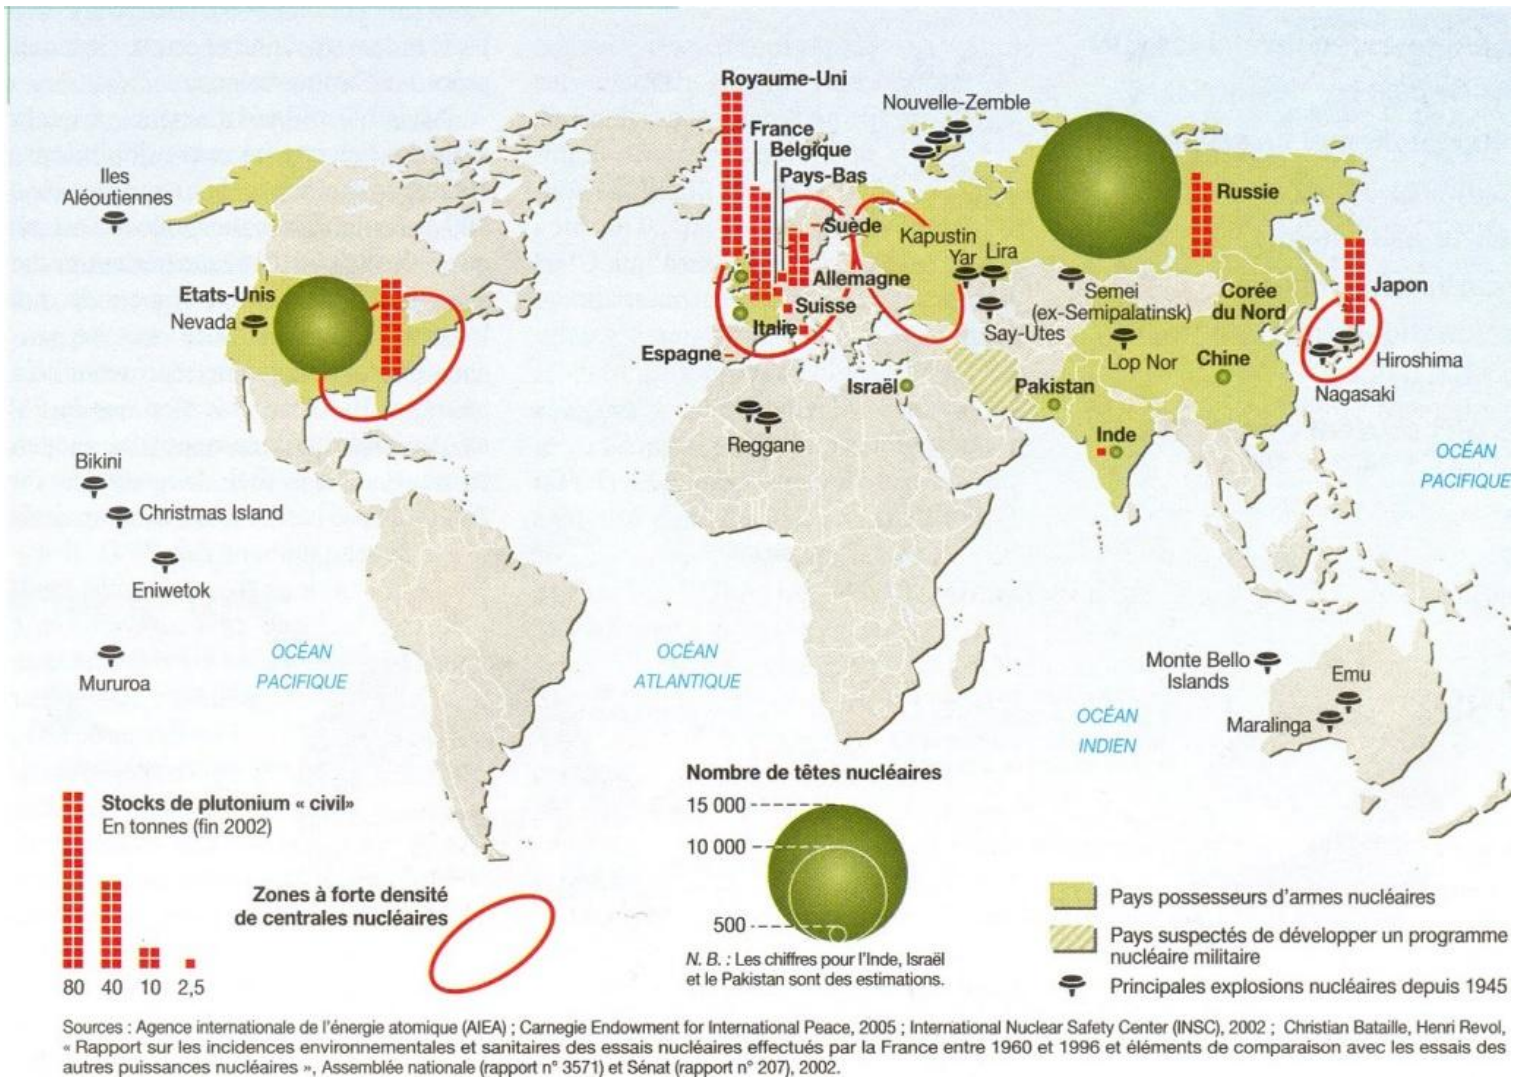 Royaume-Uni
France
Belgique
Pays-Bas
Suède
Allemagne
Suisse
Italie
Espagne
Nouvelle-Zemble
Kapustin
Yar
Lira
Say-Utes
Semei
(ex-Semipalatinsk)
Lop Nor
Russie
Corée
du Nord
Japon
Hiroshima
Nagasaki
Chine
Pakistan
Israël
Inde
Reggane
Iles
Aléoutiennes
Etats-Unis
Nevada
Bikini
Christmas Island
Eniwetok
Mururoa
OCÉAN
PACIFIQUE
OCÉAN
ATLANTIQUE
OCÉAN
PACIFIQUE
OCÉAN
INDIEN
Monte Bello
Islands
Emu
Maralinga
Stocks de plutonium « civil»
En tonnes (fin 2002)
80 40 10 2,5
Zones à forte densité
de centrales nucléaires
Nombre de têtes nucléaires
15 000
10 000
500
N. B. : Les chiffres pour l'Inde, Israël
et le Pakistan sont des estimations.
Pays possesseurs d'armes nucléaires
Pays suspectés de développer un programme
nucléaire militaire
Principales explosions nucléaires depuis 1945
Sources : Agence internationale de l'énergie atomique (AIEA) ; Carnegie Endowment for International Peace, 2005 ; International Nuclear Safety Center (INSC), 2002 ; Christian Bataille, Henri Revol,
« Rapport sur les incidences environnementales et sanitaires des essais nucléaires effectués par la France entre 1960 et 1996 et éléments de comparaison avec les essais des
autres puissances nucléaires », Assemblée nationale (rapport n° 3571) et Sénat (rapport n° 207), 2002.